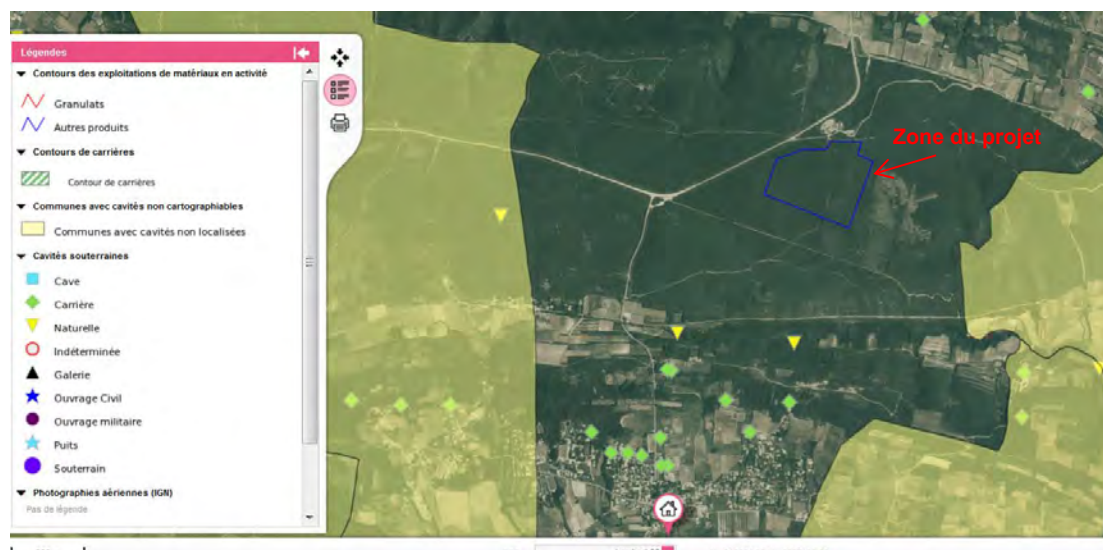 Légendes
Contours des exploitations de matériaux en activité
Granulats
Autres produits
Contours de carrières
Contour de carrières
Communes avec cavités non cartographiables
Communes avec cavités non localisées
Cavités souterraines
Cave
Carrière
Naturelle
Indéterminée
Galerie
Ouvrage Civil
Ouvrage militaire
Puits
Souterrain
Photographies aériennes (IGN)
Pas de légende
Zone du projet